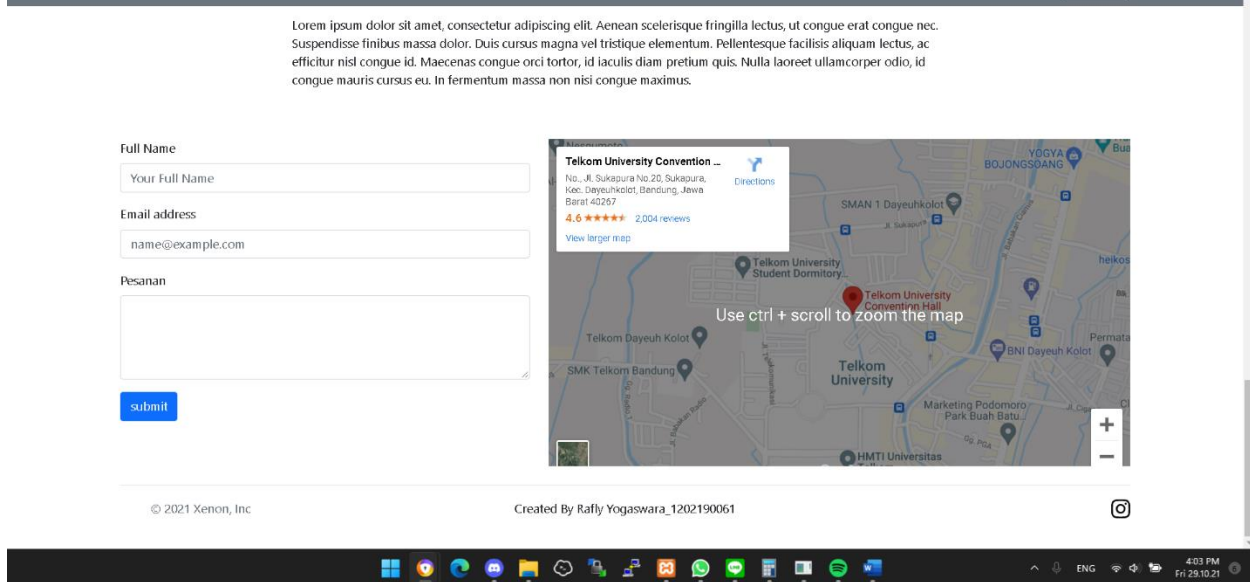 Lorem ipsum dolor sit amet, consectetur adipiscing elit. Aenean scelerisque fringilla lectus, ut congue erat congue nec.
Suspendisse finibus massa dolor. Duis cursus magna vel tristique elementum. Pellentesque facilisis aliquam lectus, ac
efficitur nisl congue id. Maecenas congue orci tortor, id iaculis diam pretium quis. Nulla laoreet ullamcorper odio, id
congue mauris cursus eu. In fermentum massa non nisi congue maximus.
Full Name
Your Full Name
Email address
name@example.com
Pesanan
submit
Telkom University Convention ...
No., Jl. Sukapura No.20, Sukapura,
Kec. Dayeuhkolot, Bandung, Jawa
Barat 40267
4.6 2,004 reviews
View larger map
Directions
YOGYA
BOJONGSOANG
SMAN 1 Dayeuhkolot
Jl. Sukapura
Telkom University
Student Dormitory...
Telkom University
Convention Hall
Use ctrl + scroll to zoom the map
Telkom Dayeuh Kolot
SMK Telkom Bandung
Telkom
University
BNI Dayeuh Kolot
Permata
heikos
Marketing Podomoro
Park Buah Batu
Gg. PGA
HMTI Universitas
© 2021 Xenon, Inc
Created By Rafly Yogaswara_1202190061
ENG
4:03 PM
Fri 29.10.21